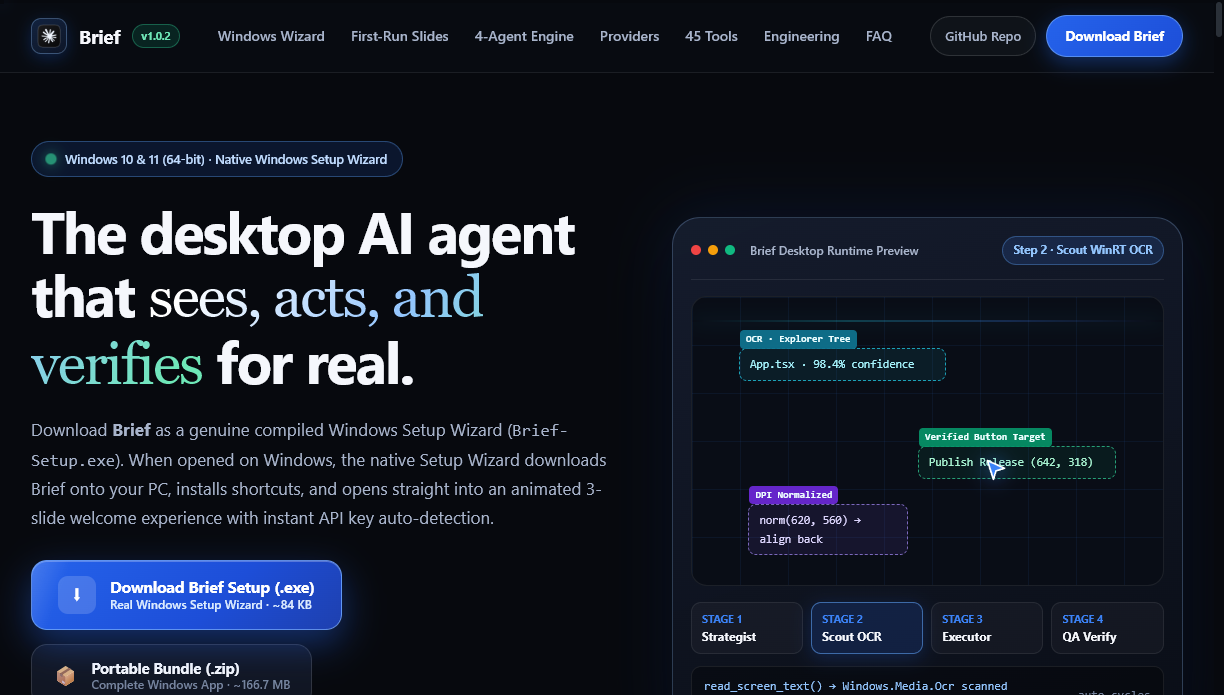 Brief
v1.0.2
Windows Wizard
First-Run Slides
4-Agent Engine
Providers
45 Tools
Engineering
FAQ
GitHub Repo
Download Brief
Windows 10 & 11 (64-bit) · Native Windows Setup Wizard
The desktop AI agent
that sees, acts, and
verifies for real.
Download Brief as a genuine compiled Windows Setup Wizard (Brief-
Setup.exe). When opened on Windows, the native Setup Wizard downloads
Brief onto your PC, installs shortcuts, and opens straight into an animated 3-
slide welcome experience with instant API key auto-detection.
Download Brief Setup (.exe)
Real Windows Setup Wizard · ~84 KB
Portable Bundle (.zip)
Complete Windows App · ~166.7 MB
Brief Desktop Runtime Preview
Step 2 · Scout WinRT OCR
OCR · Explorer Tree
App.tsx · 98.4% confidence
Verified Button Target
Publish Release (642, 318)
DPI Normalized
norm(620, 560) →
align back
STAGE 1
Strategist
STAGE 2
Scout OCR
STAGE 3
Executor
STAGE 4
QA Verify
read_screen_text() → Windows.Media.Ocr scanned
auto-cycles